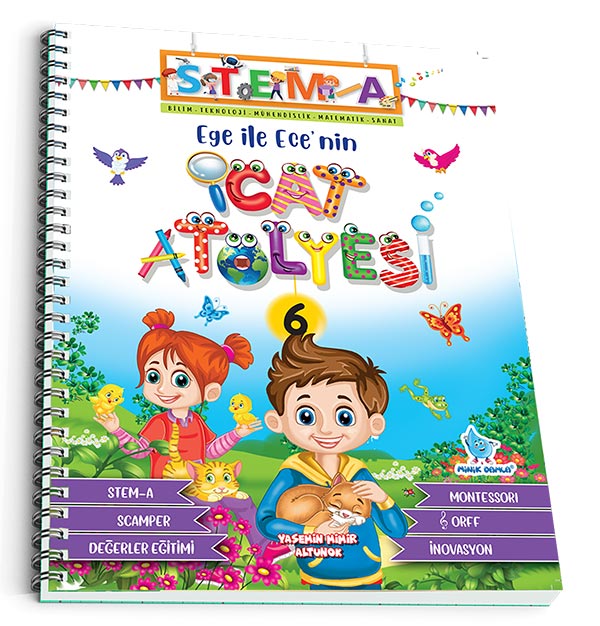 STEM-A
BİLİM - TEKNOLOJİ - MÜHENDİSLİK - MATEMATİK - SANAT
Ege ile Ece'nin
İCAT
ATÖLYESİ
6
MİNİK DAMLA
STEM-A
SCAMPER
DEĞERLER EĞİTİMİ
MONTESSORI
ORFF
İNOVASYON
YASEMİN MİMİR
ALTUNOK